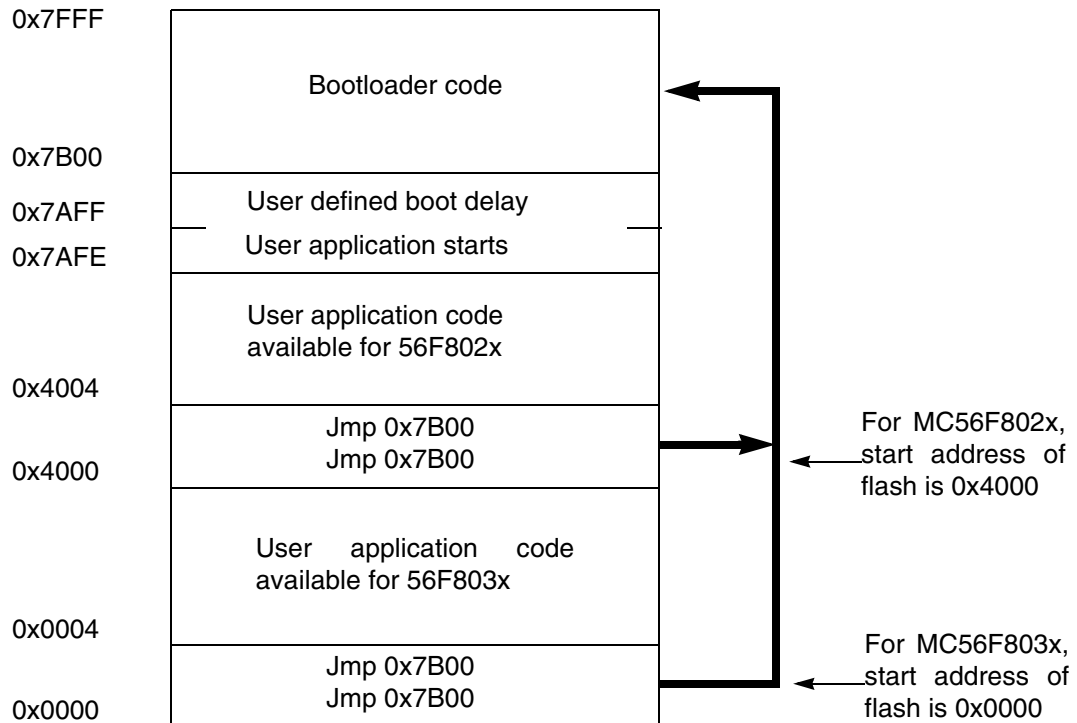 0x7FFF
Bootloader code
0x7B00
User defined boot delay
0x7AFF
User application starts
0x7AFE
User application code
available for 56F802x
0x4004
Jmp 0x7B00
Jmp 0x7B00
0x4000
For MC56F802x,
start address of
flash is 0x4000
User application code
available for 56F803x
0x0004
Jmp 0x7B00
Jmp 0x7B00
0x0000
For MC56F803x,
start address of
flash is 0x0000